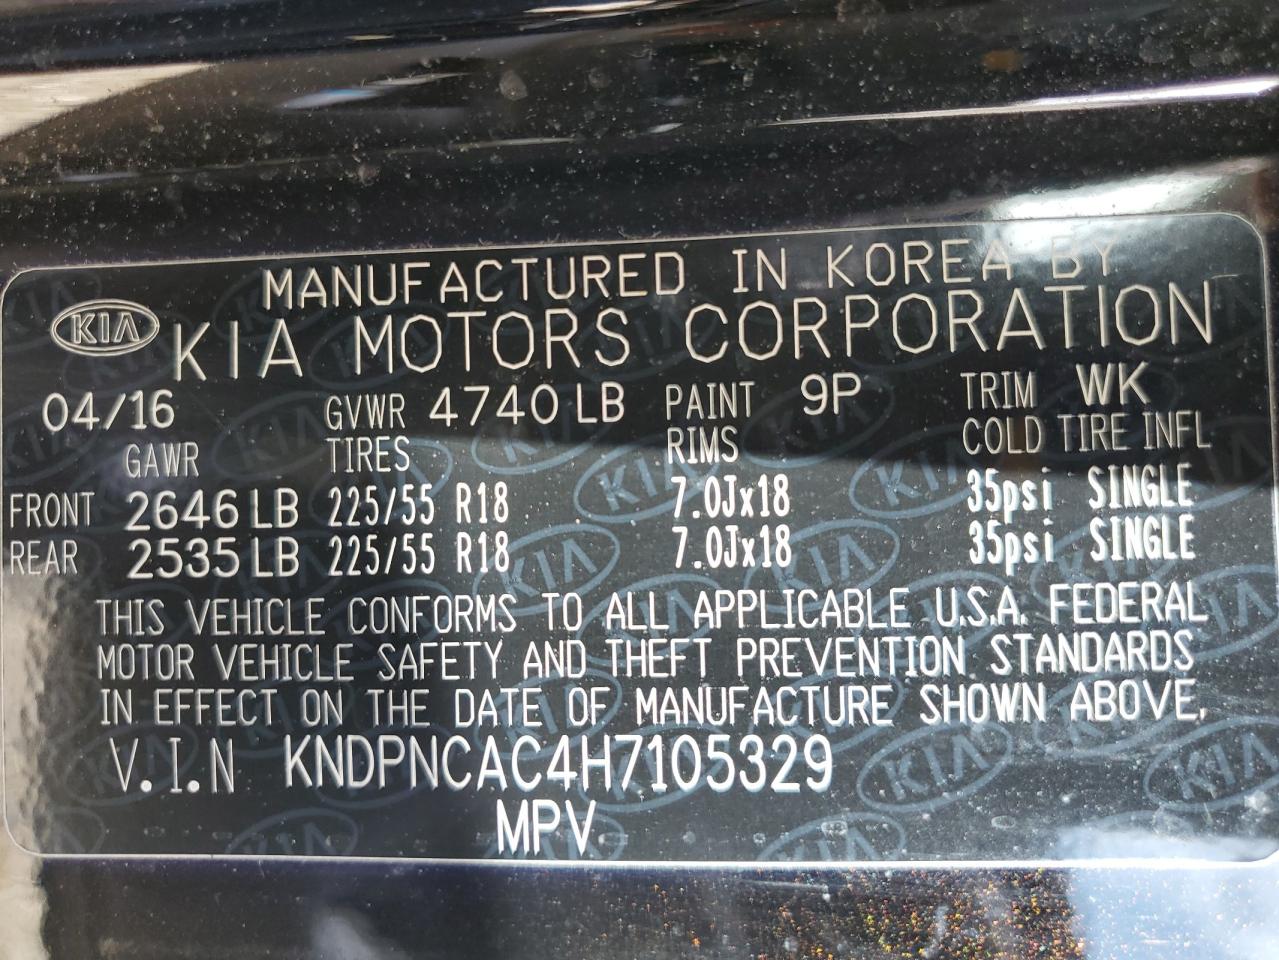 MANUFACTURED IN KOREA BY
KIA KIA MOTORS CORPORATION
04/16 GVWR 4740 LB PAINT 9P TRIM WK
GAWR TIRES RIMS COLD TIRE INFL
FRONT 2646 LB 225/55 R18 7.0Jx18 35psi SINGLE
REAR 2535 LB 225/55 R18 7.0Jx18 35psi SINGLE
THIS VEHICLE CONFORMS TO ALL APPLICABLE U.S.A. FEDERAL
MOTOR VEHICLE SAFETY AND THEFT PREVENTION STANDARDS
IN EFFECT ON THE DATE OF MANUFACTURE SHOWN ABOVE.
V.I.N KNDPNCAC4H7105329
MPV